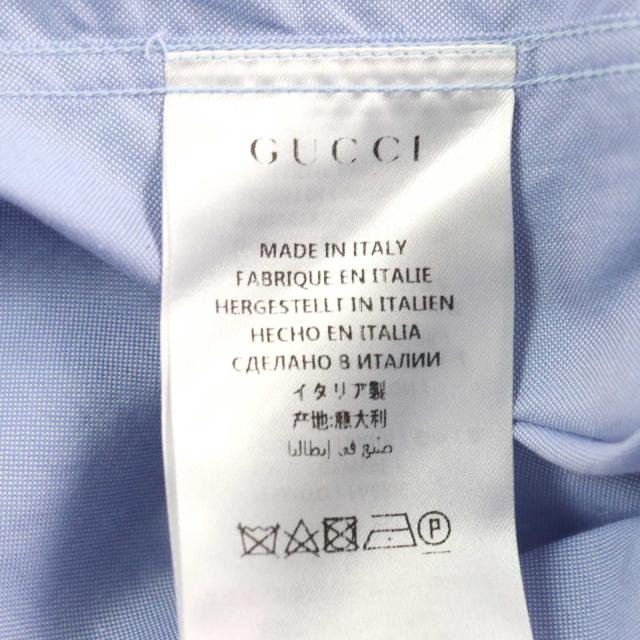 GUCCI
MADE IN ITALY
FABRIQUE EN ITALIE
HERGESTELLT IN ITALIEN
HECHO EN ITALIA
СДЕЛАНО В ИТАЛИИ
イタリア製
产地:意大利
صنع في إيطاليا
P